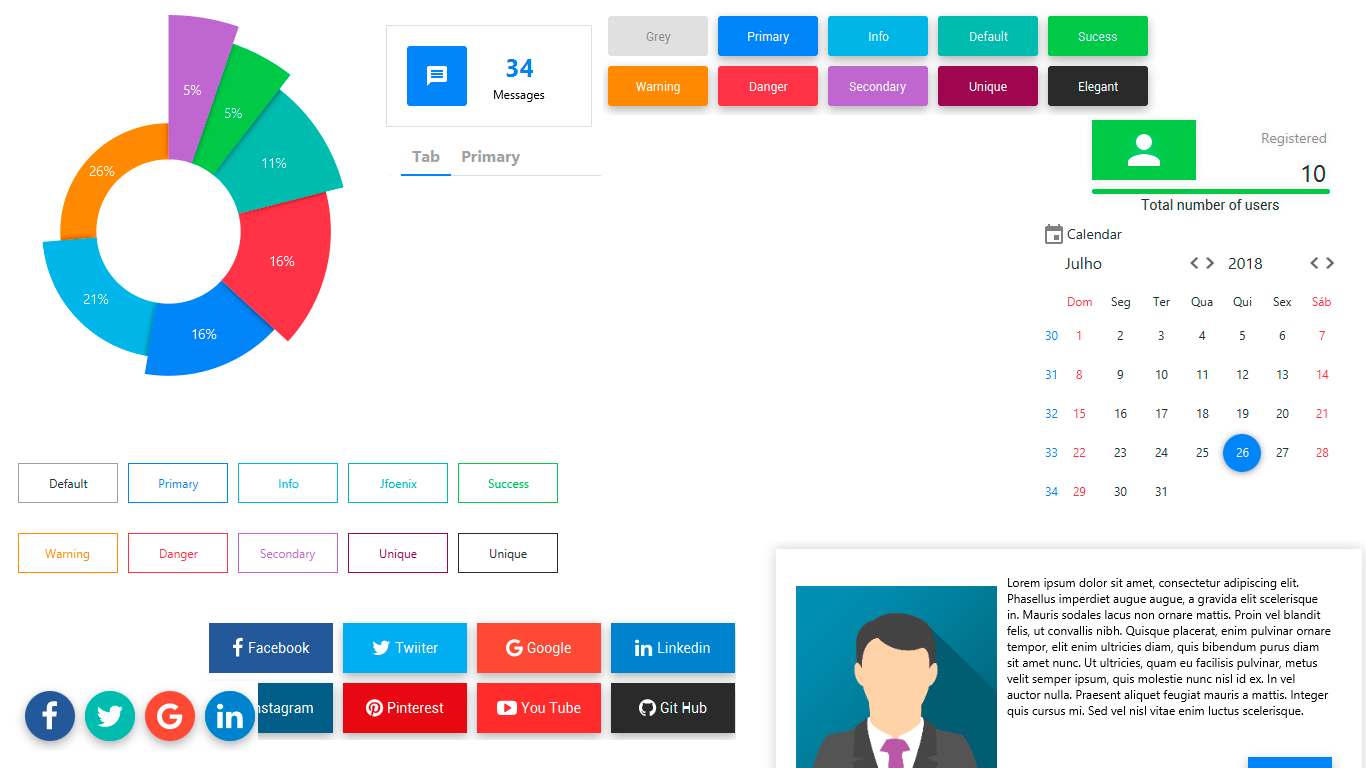 5%
5%
11%
16%
16%
21%
26%
34
Messages
Tab Primary
Grey Primary Info Default Sucess
Warning Danger Secondary Unique Elegant
Registered
10
Total number of users
Calendar
Julho 2018
Dom Seg Ter Qua Qui Sex Sáb
30 1 2 3 4 5 6 7
31 8 9 10 11 12 13 14
32 15 16 17 18 19 20 21
33 22 23 24 25 26 27 28
34 29 30 31
Default Primary Info Jfoenix Success
Warning Danger Secondary Unique Unique
Facebook Twiiter Google Linkedin
nstagram Pinterest You Tube Git Hub
Lorem ipsum dolor sit amet, consectetur adipiscing elit.
Phasellus imperdiet augue augue, a gravida elit scelerisque
in. Mauris sodales lacus non ornare mattis. Proin vel blandit
felis, ut convallis nibh. Quisque placerat, enim pulvinar ornare
tempor, elit enim ultricies diam, quis bibendum purus diam
sit amet nunc. Ut ultricies, quam eu facilisis pulvinar, metus
velit semper ipsum, quis molestie nunc nisl id ex. In vel
auctor nulla. Praesent aliquet feugiat mauris a mattis. Integer
quis cursus mi. Sed vel nisl vitae enim luctus scelerisque.